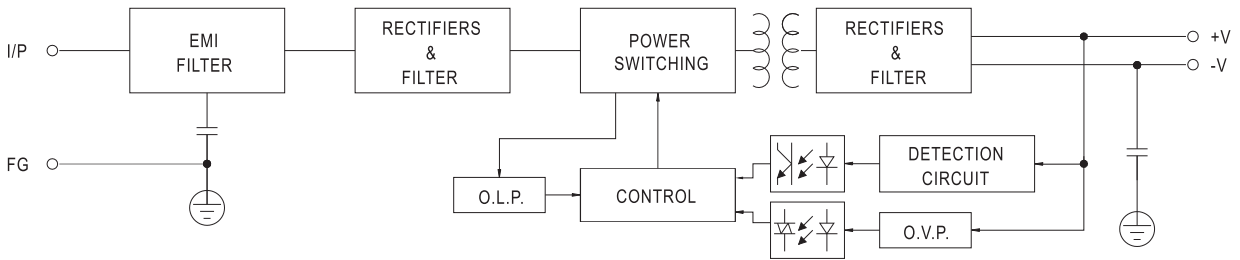 I/P
EMI
FILTER
RECTIFIERS
&
FILTER
POWER
SWITCHING
RECTIFIERS
&
FILTER
+V
-V
FG
O.L.P.
CONTROL
DETECTION
CIRCUIT
O.V.P.